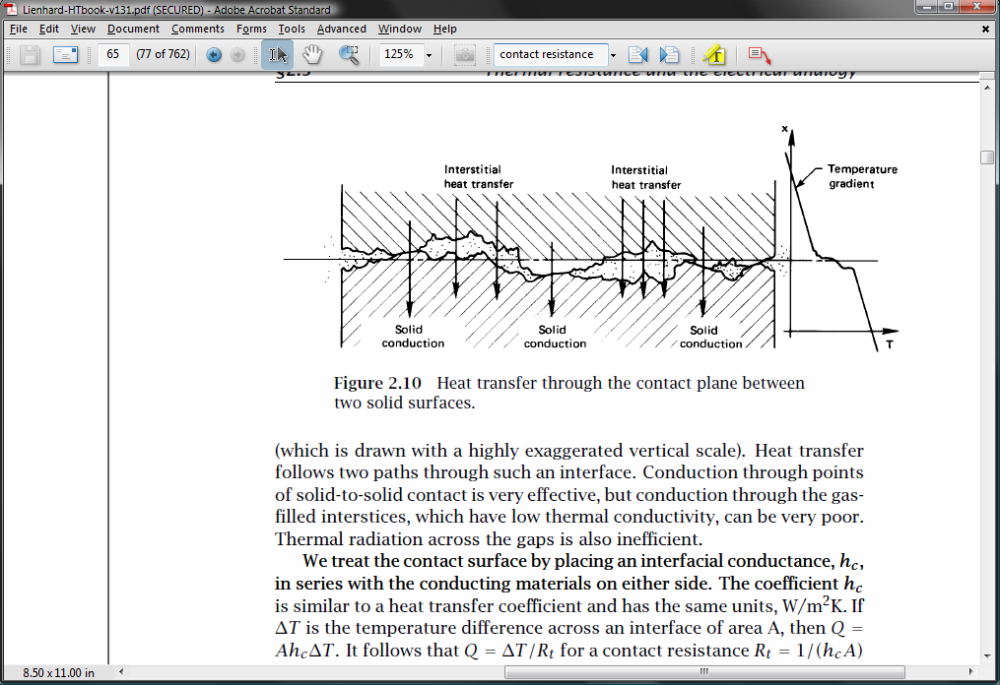 Lienhard-HTbook-v131.pdf (SECURED) - Adobe Acrobat Standard
File Edit View Document Comments Forms Tools Advanced Window Help
65 (77 of 762) 125% contact resistance
§2.3 Thermal resistance and the electrical analogy
x
Interstitial
heat transfer
Interstitial
heat transfer
Temperature
gradient
Solid
conduction
Solid
conduction
Solid
conduction
T
Figure 2.10 Heat transfer through the contact plane between
two solid surfaces.
(which is drawn with a highly exaggerated vertical scale). Heat transfer
follows two paths through such an interface. Conduction through points
of solid-to-solid contact is very effective, but conduction through the gas-
filled interstices, which have low thermal conductivity, can be very poor.
Thermal radiation across the gaps is also inefficient.
We treat the contact surface by placing an interfacial conductance, h_c,
in series with the conducting materials on either side. The coefficient h_c
is similar to a heat transfer coefficient and has the same units, W/m²K. If
ΔT is the temperature difference across an interface of area A, then Q =
Ah_cΔT. It follows that Q = ΔT/R_t for a contact resistance R_t = 1/(h_cA)
8.50 x 11.00 in